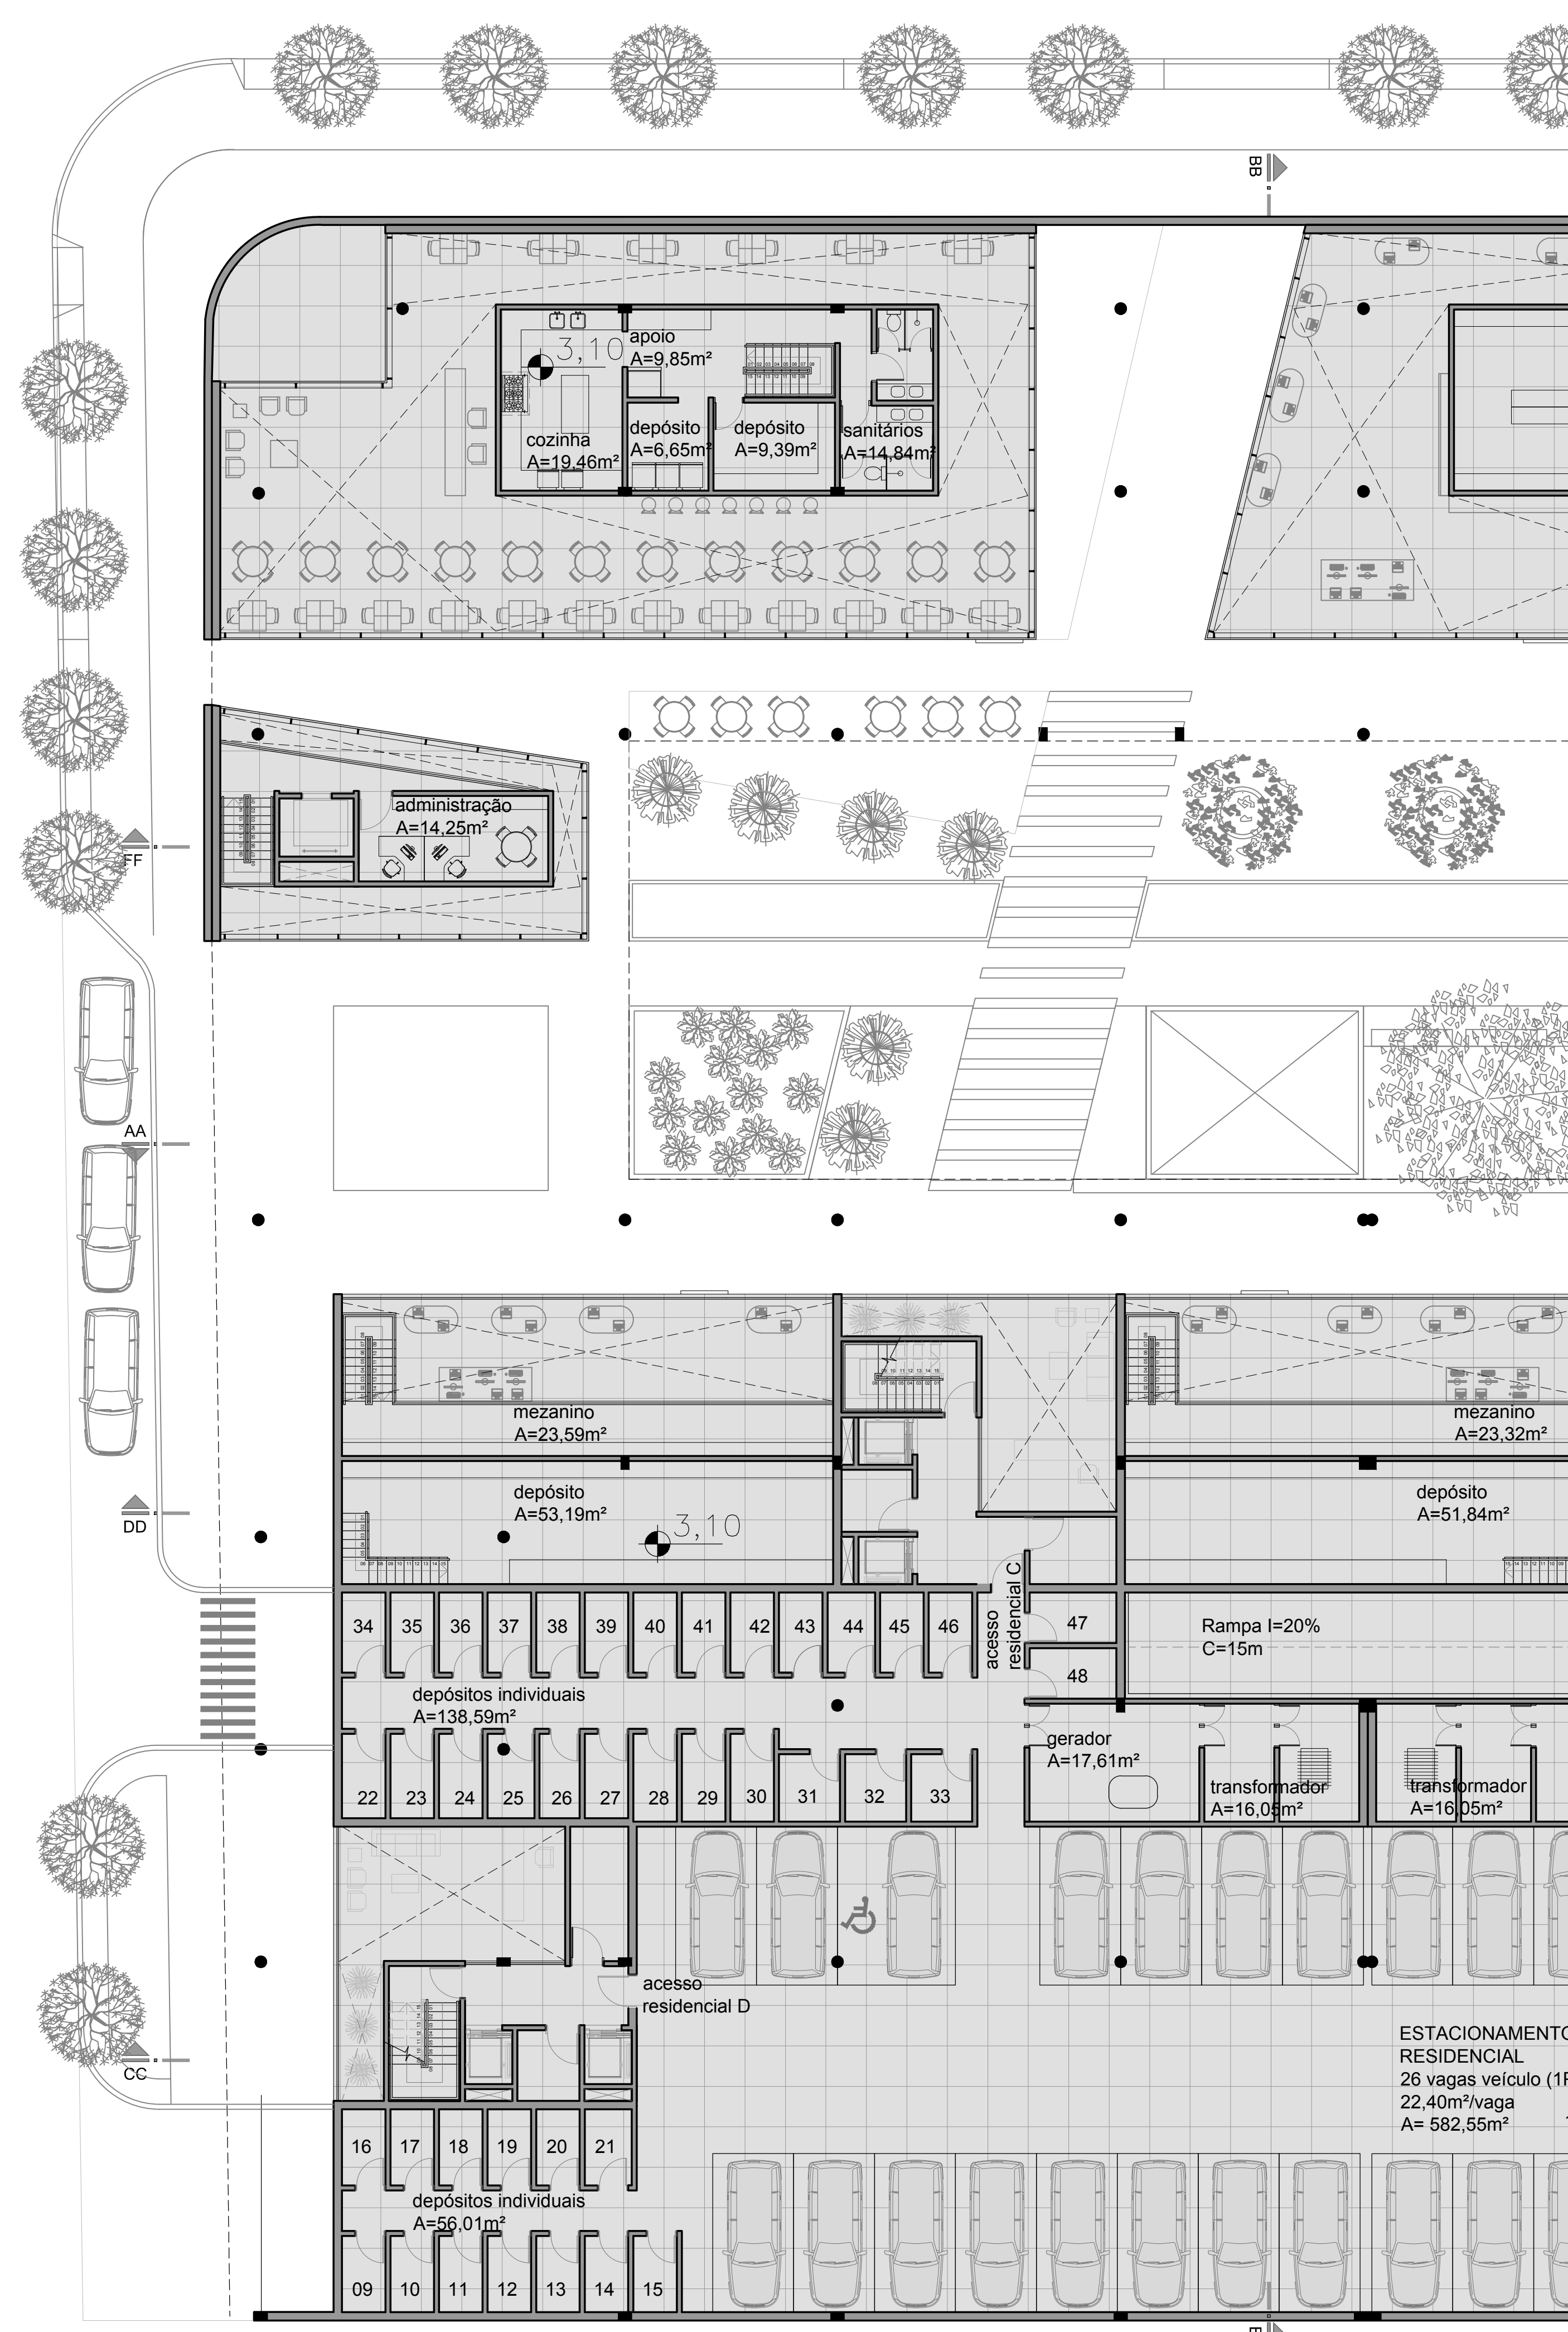 BB
apoio
A=9,85m²
3,10
cozinha
A=19,46m²
depósito
A=6,65m²
depósito
A=9,39m²
sanitários
A=14,84m²
administração
A=14,25m²
FF
AA
mezanino
A=23,59m²
mezanino
A=23,32m²
depósito
A=53,19m²
3,10
depósito
A=51,84m²
DD
34 35 36 37 38 39 40 41 42 43 44 45 46
acesso
residencial C
47
48
Rampa I=20%
C=15m
depósitos individuais
A=138,59m²
gerador
A=17,61m²
transformador
A=16,05m²
transformador
A=16,05m²
22 23 24 25 26 27 28 29 30 31 32 33
acesso
residencial D
CC
ESTACIONAMENTO
RESIDENCIAL
26 vagas veículo
22,40m²/vaga
A= 582,55m²
16 17 18 19 20 21
depósitos individuais
A=56,01m²
09 10 11 12 13 14 15